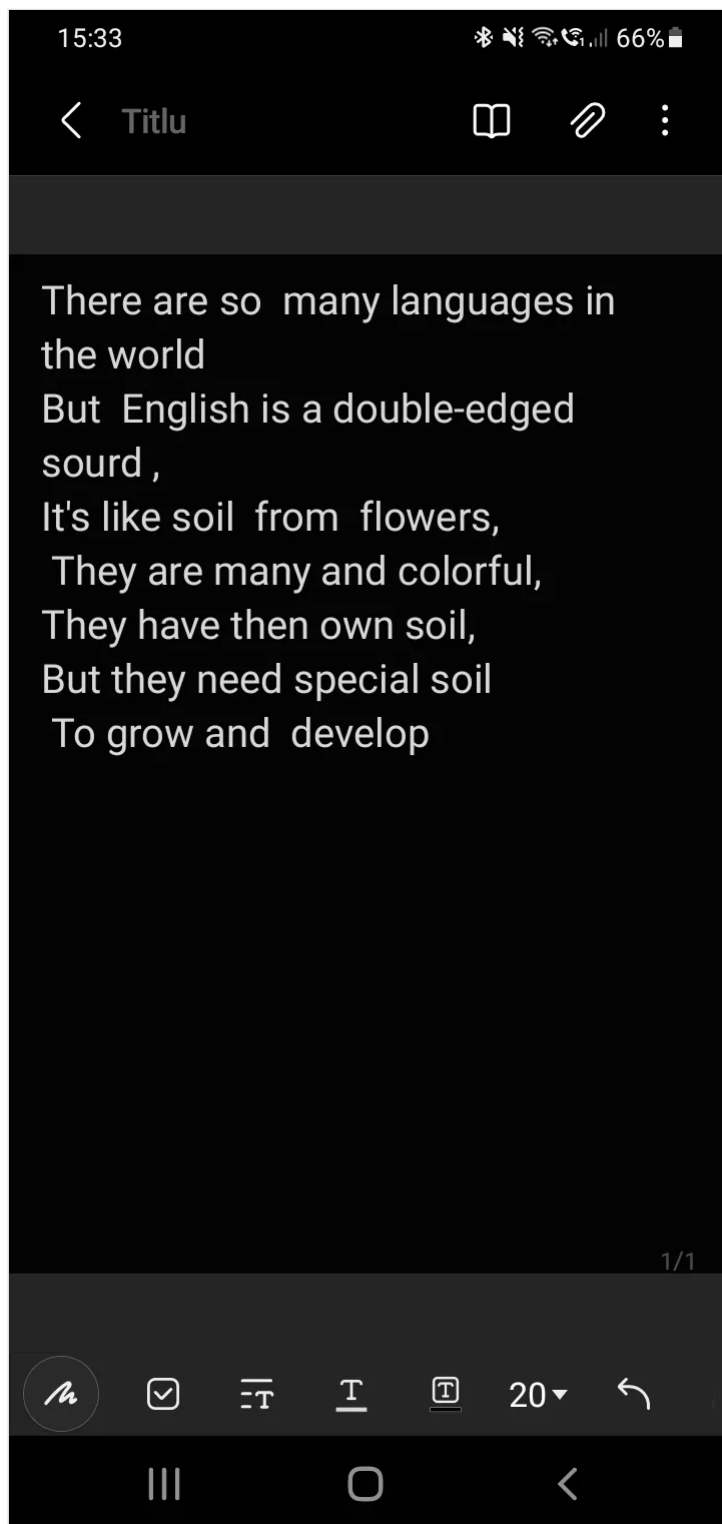 15:33 66%
Titlu
There are so  many languages in
the world
But  English is a double-edged
sourd ,
It's like soil  from  flowers,
They are many and colorful,
They have then own soil,
But they need special soil
To grow and  develop
1/1
T T T 20